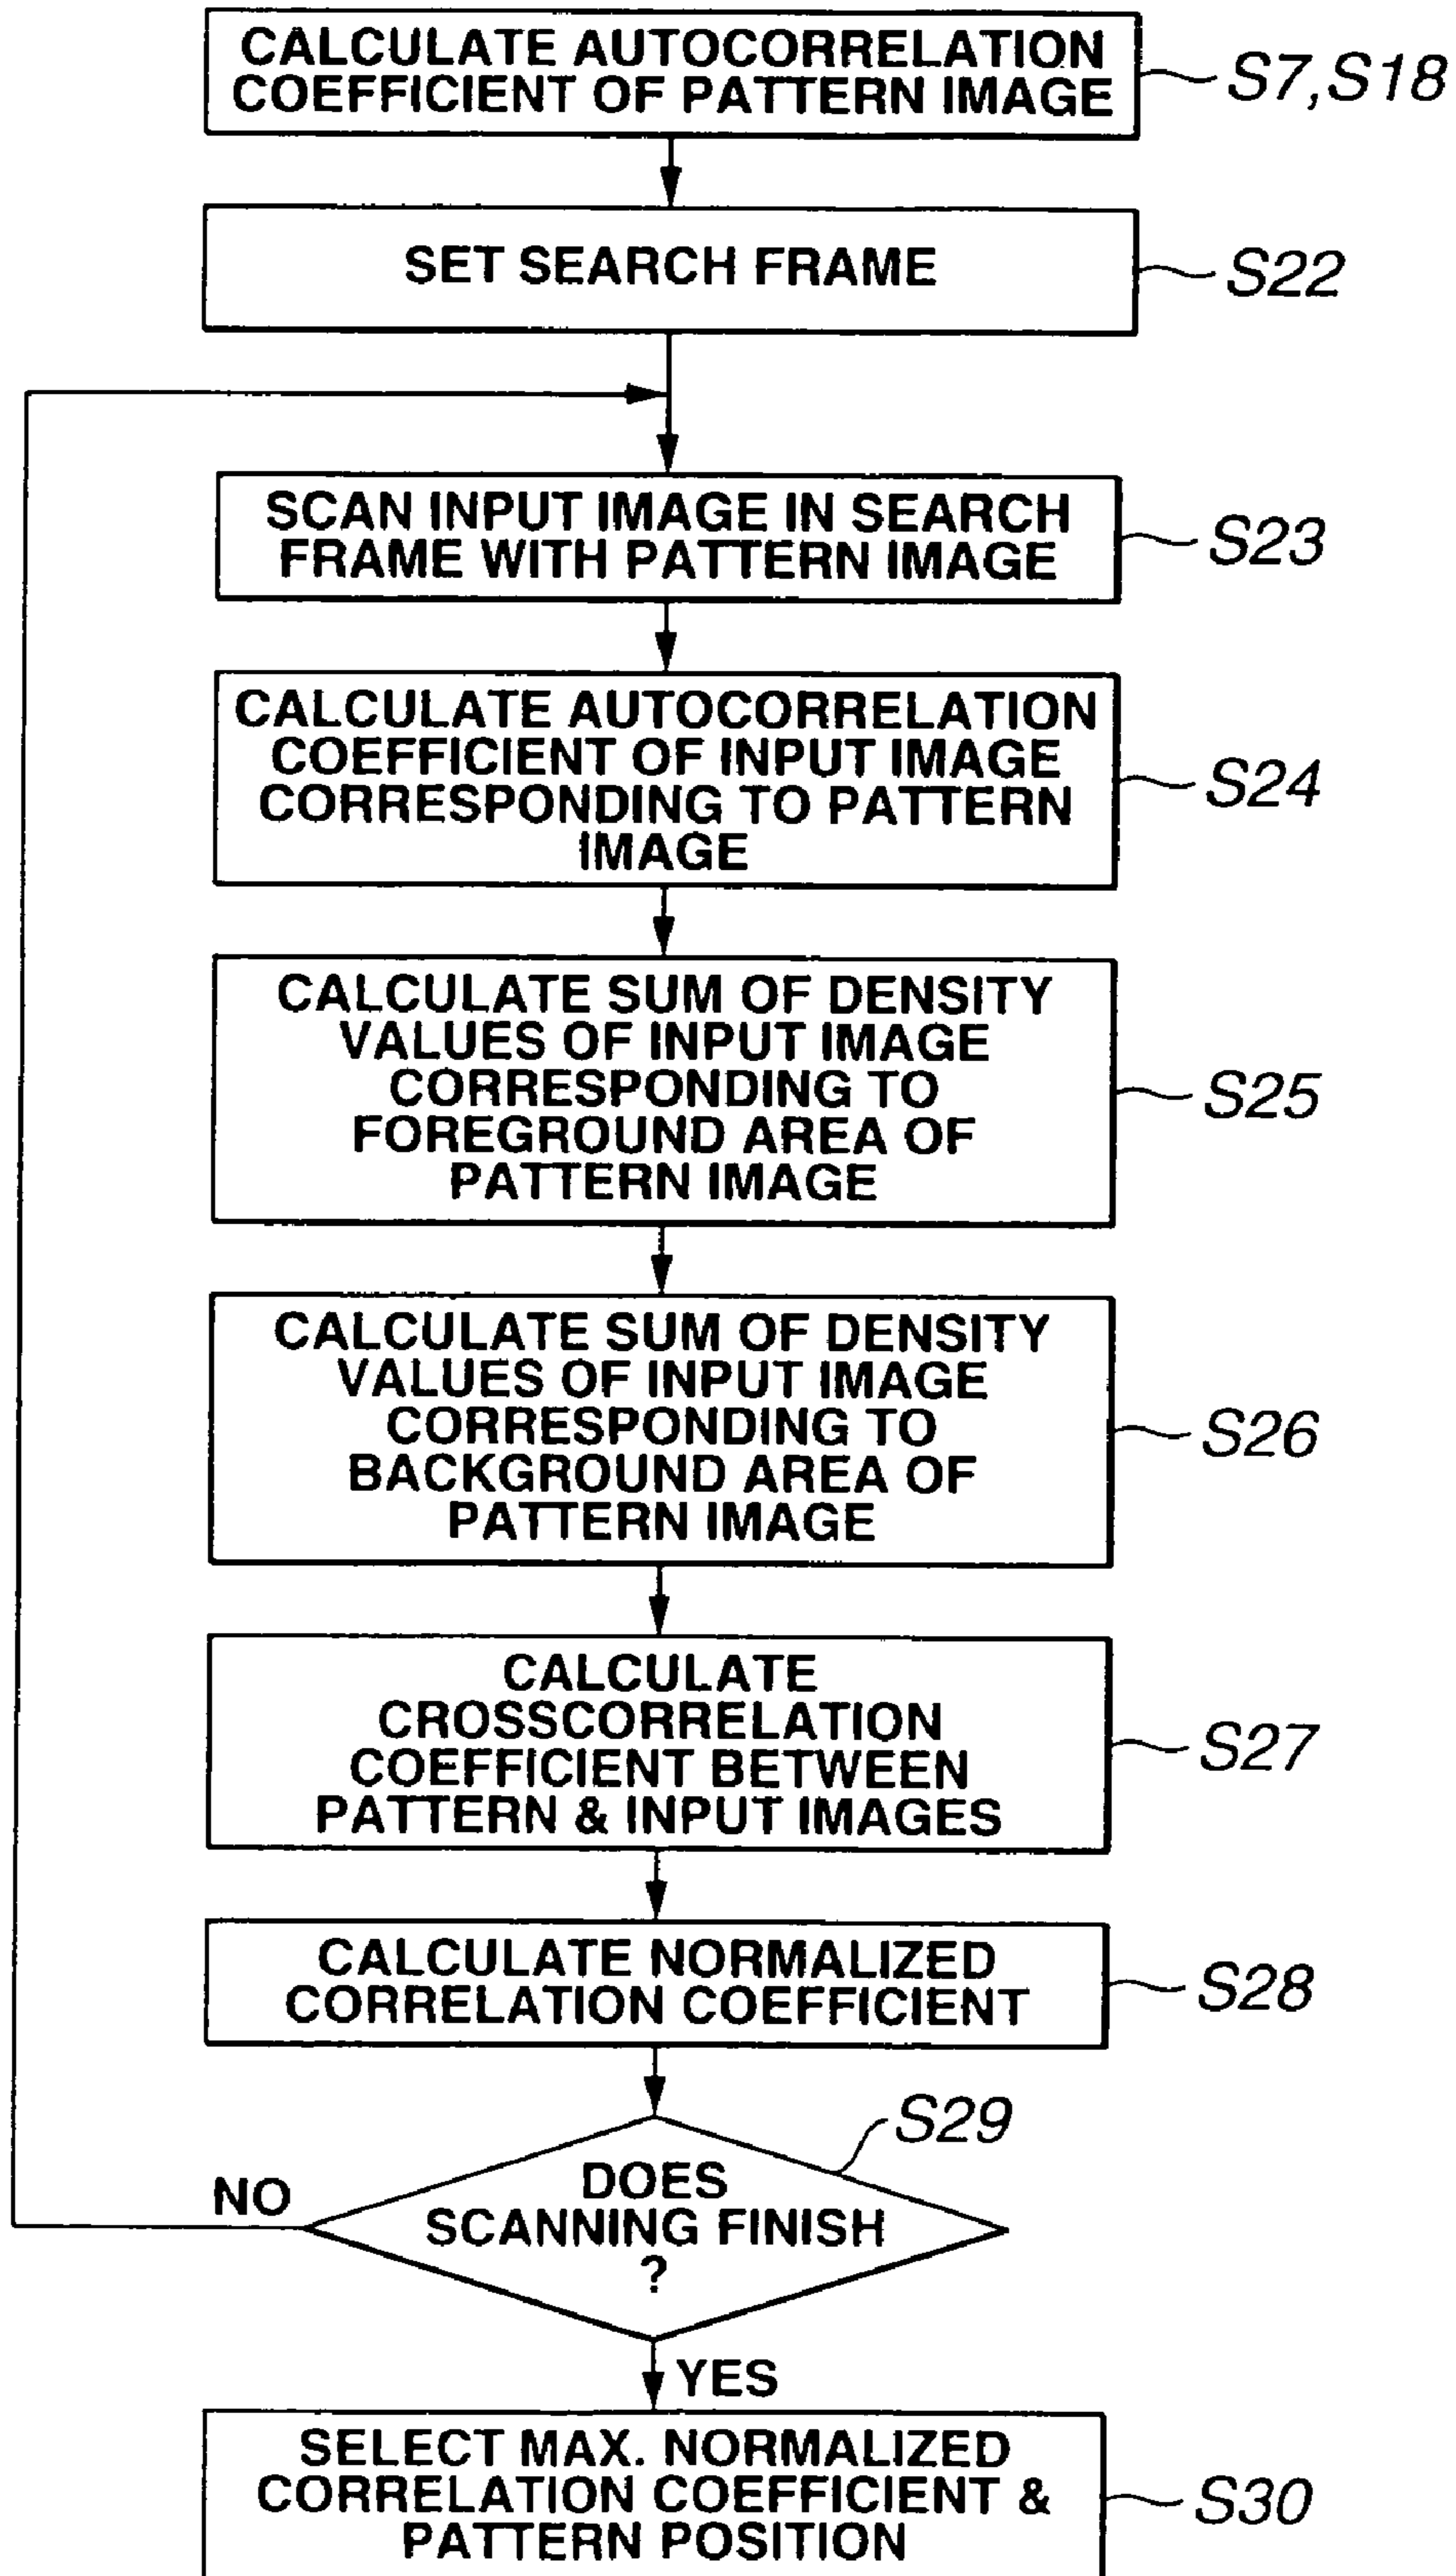 CALCULATE AUTOCORRELATION
COEFFICIENT OF PATTERN IMAGE
S7,S18
SET SEARCH FRAME
S22
SCAN INPUT IMAGE IN SEARCH
FRAME WITH PATTERN IMAGE
S23
CALCULATE AUTOCORRELATION
COEFFICIENT OF INPUT IMAGE
CORRESPONDING TO PATTERN
IMAGE
S24
CALCULATE SUM OF DENSITY
VALUES OF INPUT IMAGE
CORRESPONDING TO
FOREGROUND AREA OF
PATTERN IMAGE
S25
CALCULATE SUM OF DENSITY
VALUES OF INPUT IMAGE
CORRESPONDING TO
BACKGROUND AREA OF
PATTERN IMAGE
S26
CALCULATE
CROSSCORRELATION
COEFFICIENT BETWEEN
PATTERN & INPUT IMAGES
S27
CALCULATE NORMALIZED
CORRELATION COEFFICIENT
S28
S29
DOES
SCANNING FINISH
?
NO
YES
SELECT MAX. NORMALIZED
CORRELATION COEFFICIENT &
PATTERN POSITION
S30